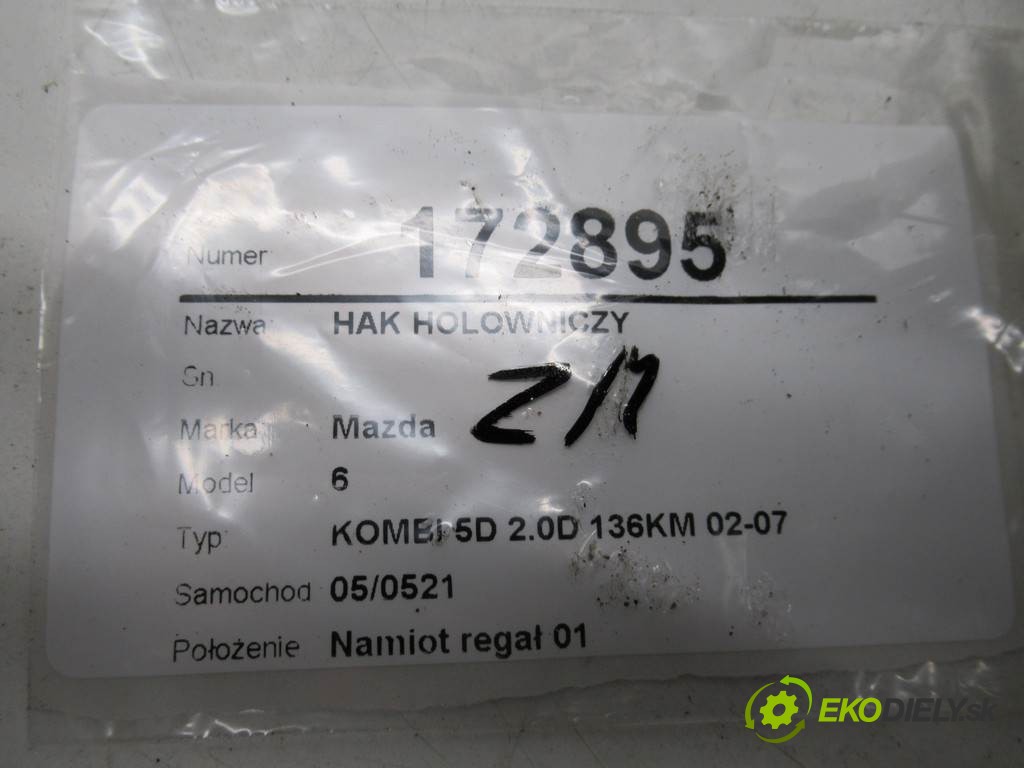 Numer 172895
Nazwa: HAK HOLOWNICZY
Sn
Marka: Mazda
Model 6
Typ: KOMBI 5D 2.0D 136KM 02-07
Samochod 05/0521
Położenie Namiot regał 01
EKODIELY.sk